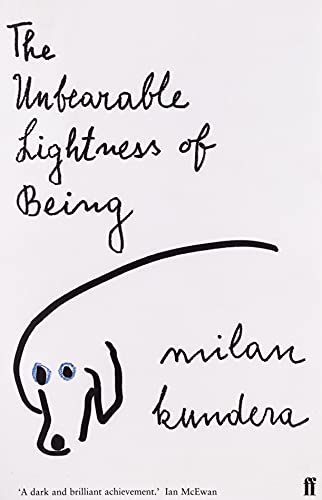 The
Unbearable
Lightness of
Being
milan
kundera
‘A dark and brilliant achievement.’ Ian McEwan
ff